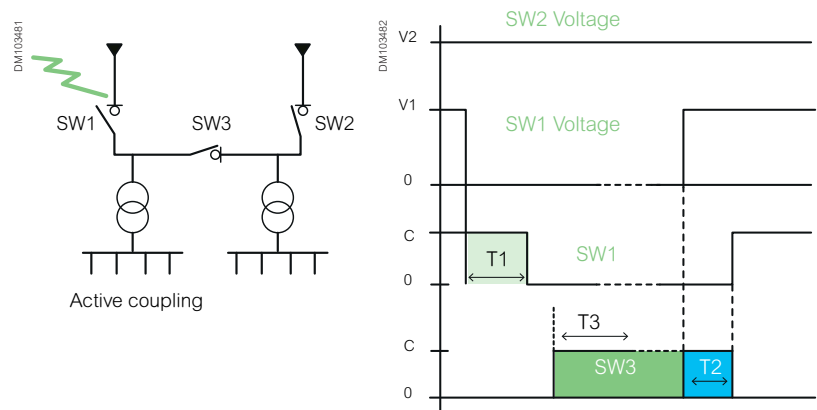 DM103481
SW1
SW3
SW2
Active coupling
DM103482
SW2 Voltage
V2
V1
SW1 Voltage
0
C
T1
SW1
0
T3
C
SW3
T2
0